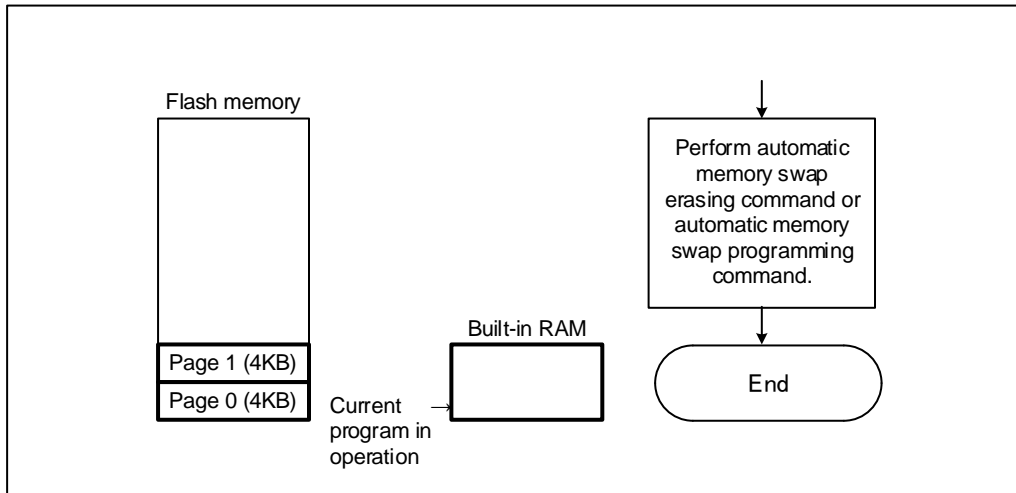 Flash memory
Page 1 (4KB)
Page 0 (4KB)
Current
program in
operation
Built-in RAM
Perform automatic
memory swap
erasing command or
automatic memory
swap programming
command.
End